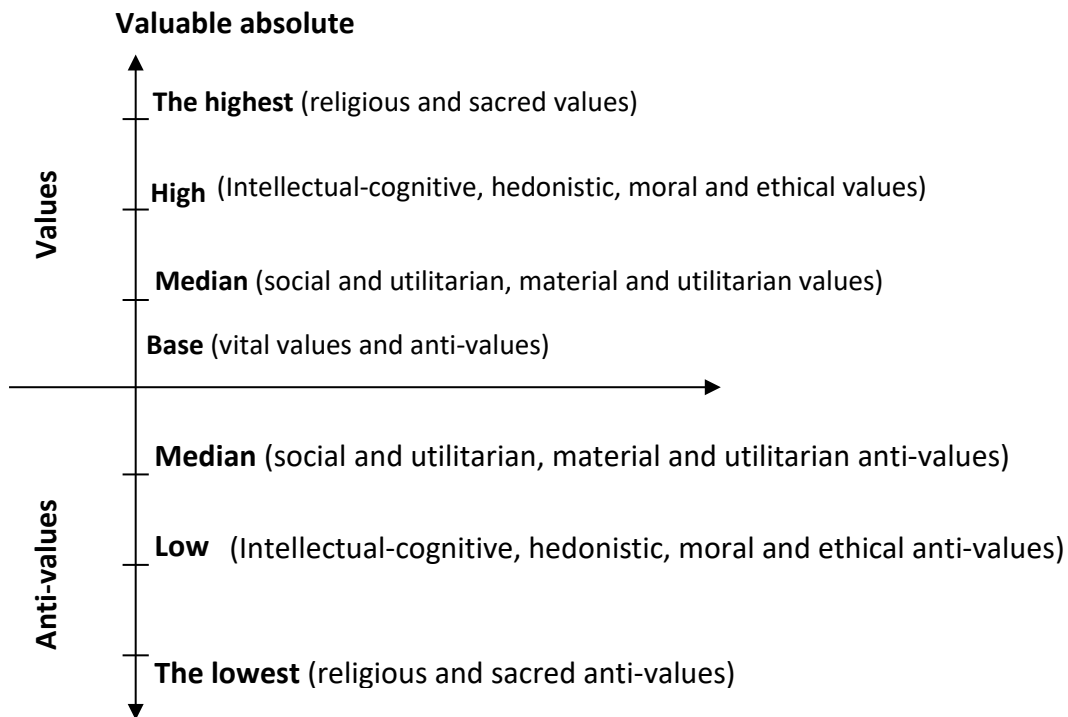 Valuable absolute
The highest (religious and sacred values)
High (Intellectual-cognitive, hedonistic, moral and ethical values)
Values
Median (social and utilitarian, material and utilitarian values)
Base (vital values and anti-values)
Median (social and utilitarian, material and utilitarian anti-values)
Low (Intellectual-cognitive, hedonistic, moral and ethical anti-values)
Anti-values
The lowest (religious and sacred anti-values)